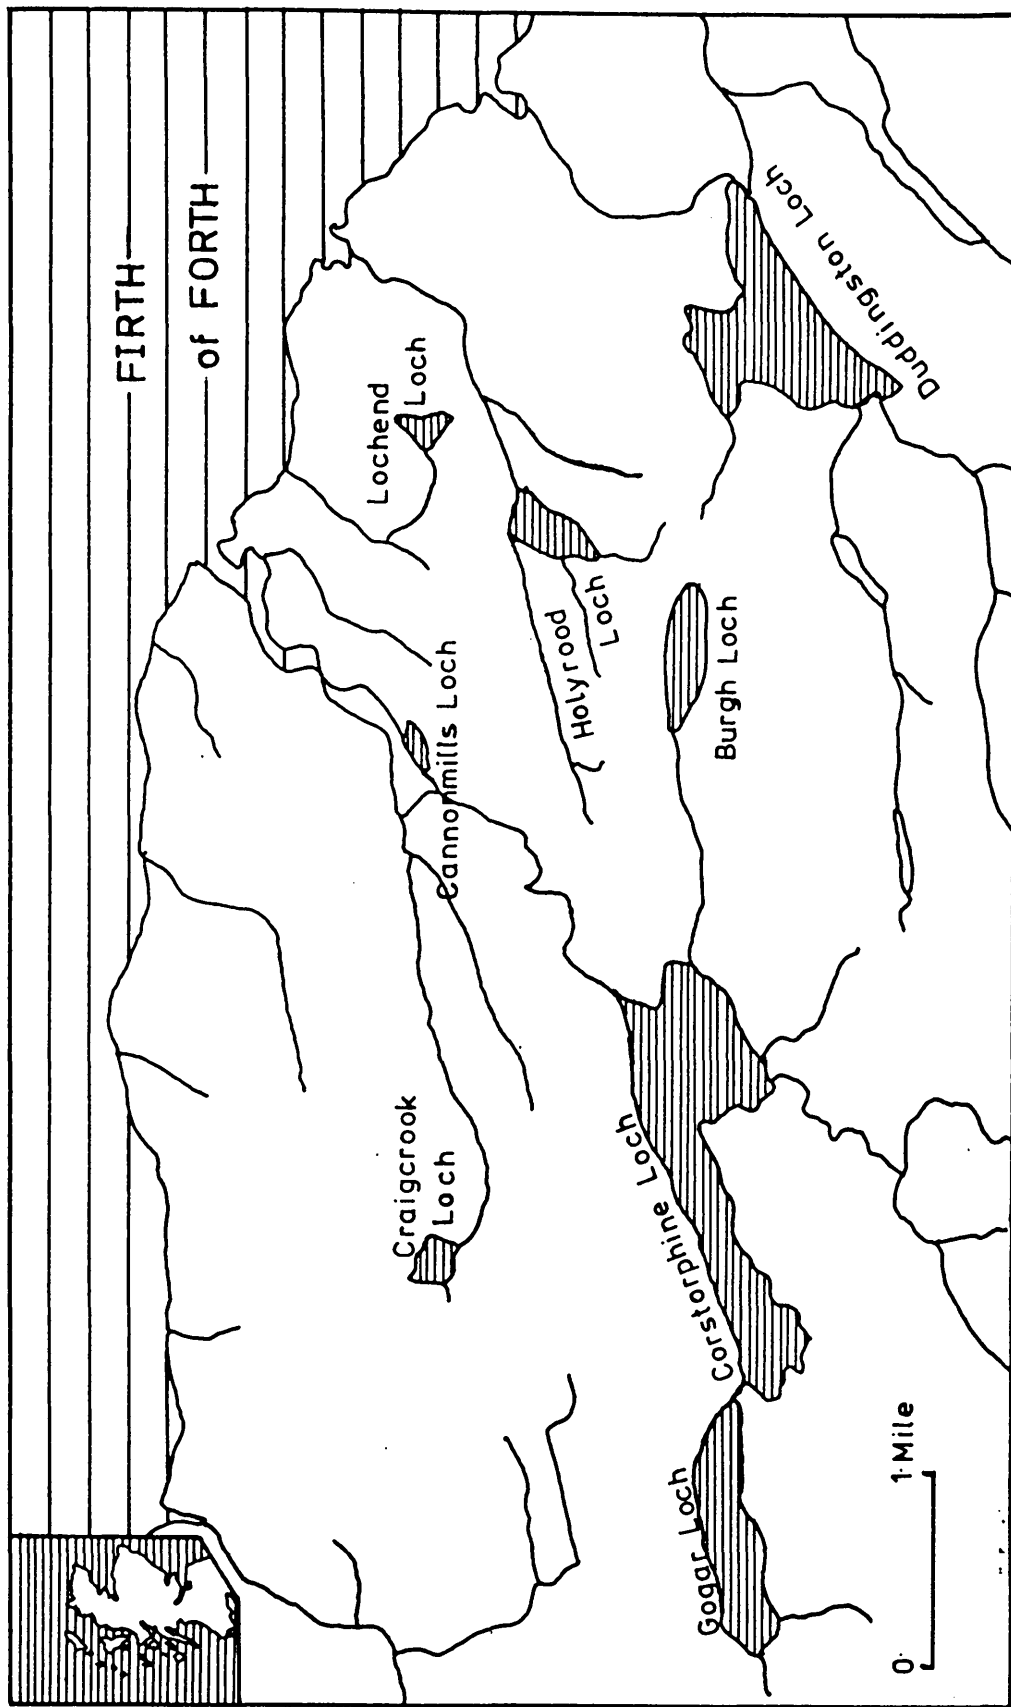 FIRTH
of FORTH
Lochend
Loch
Cannonmills Loch
Craigcrook
Loch
Holyrood
Loch
Duddingston Loch
Burgh Loch
Corstorphine Loch
Gogar Loch
0· 1·Mile